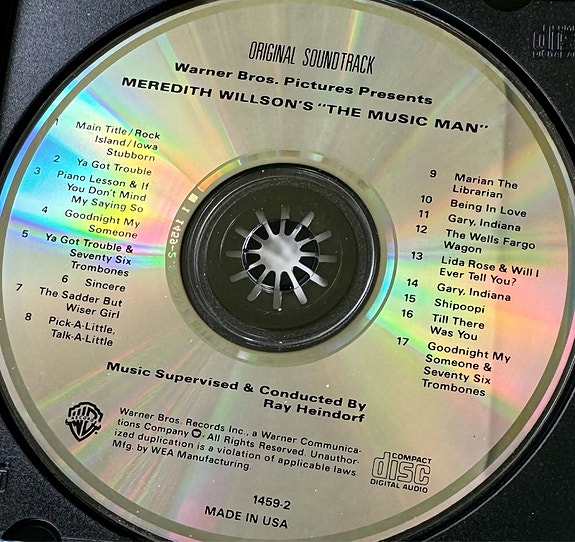 ORIGINAL SOUNDTRACK
Warner Bros. Pictures Presents
MEREDITH WILLSON'S "THE MUSIC MAN"
1 Main Title/Rock
Island/Iowa
Stubborn
2 Ya Got Trouble
3 Piano Lesson & If
You Don't Mind
My Saying So
4 Goodnight My
Someone
5 Ya Got Trouble &
Seventy Six
Trombones
6 Sincere
7 The Sadder But
Wiser Girl
8 Pick-A-Little,
Talk-A-Little
9 Marian The
Librarian
10 Being In Love
11 Gary, Indiana
12 The Wells Fargo
Wagon
13 Lida Rose & Will I
Ever Tell You?
14 Gary, Indiana
15 Shipoopi
16 Till There
Was You
17 Goodnight My
Someone &
Seventy Six
Trombones
Music Supervised & Conducted By
Ray Heindorf
WB
Warner Bros. Records Inc., a Warner Communica-
tions Company. All Rights Reserved. Unauthor-
ized duplication is a violation of applicable laws.
Mfg. by WEA Manufacturing.
COMPACT
disc
DIGITAL AUDIO
1459-2
MADE IN USA